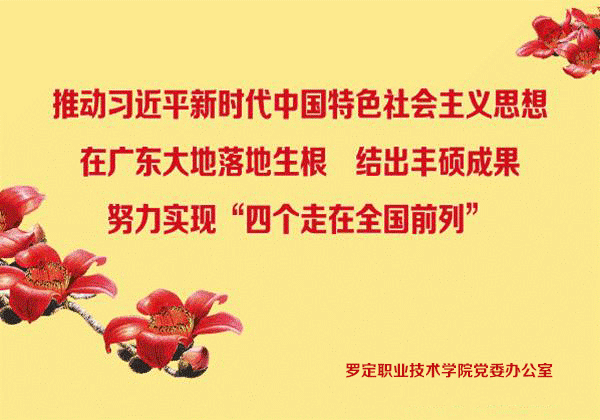 推动习近平新时代中国特色社会主义思想
在广东大地落地生根　结出丰硕成果
努力实现“四个走在全国前列”
罗定职业技术学院党委办公室